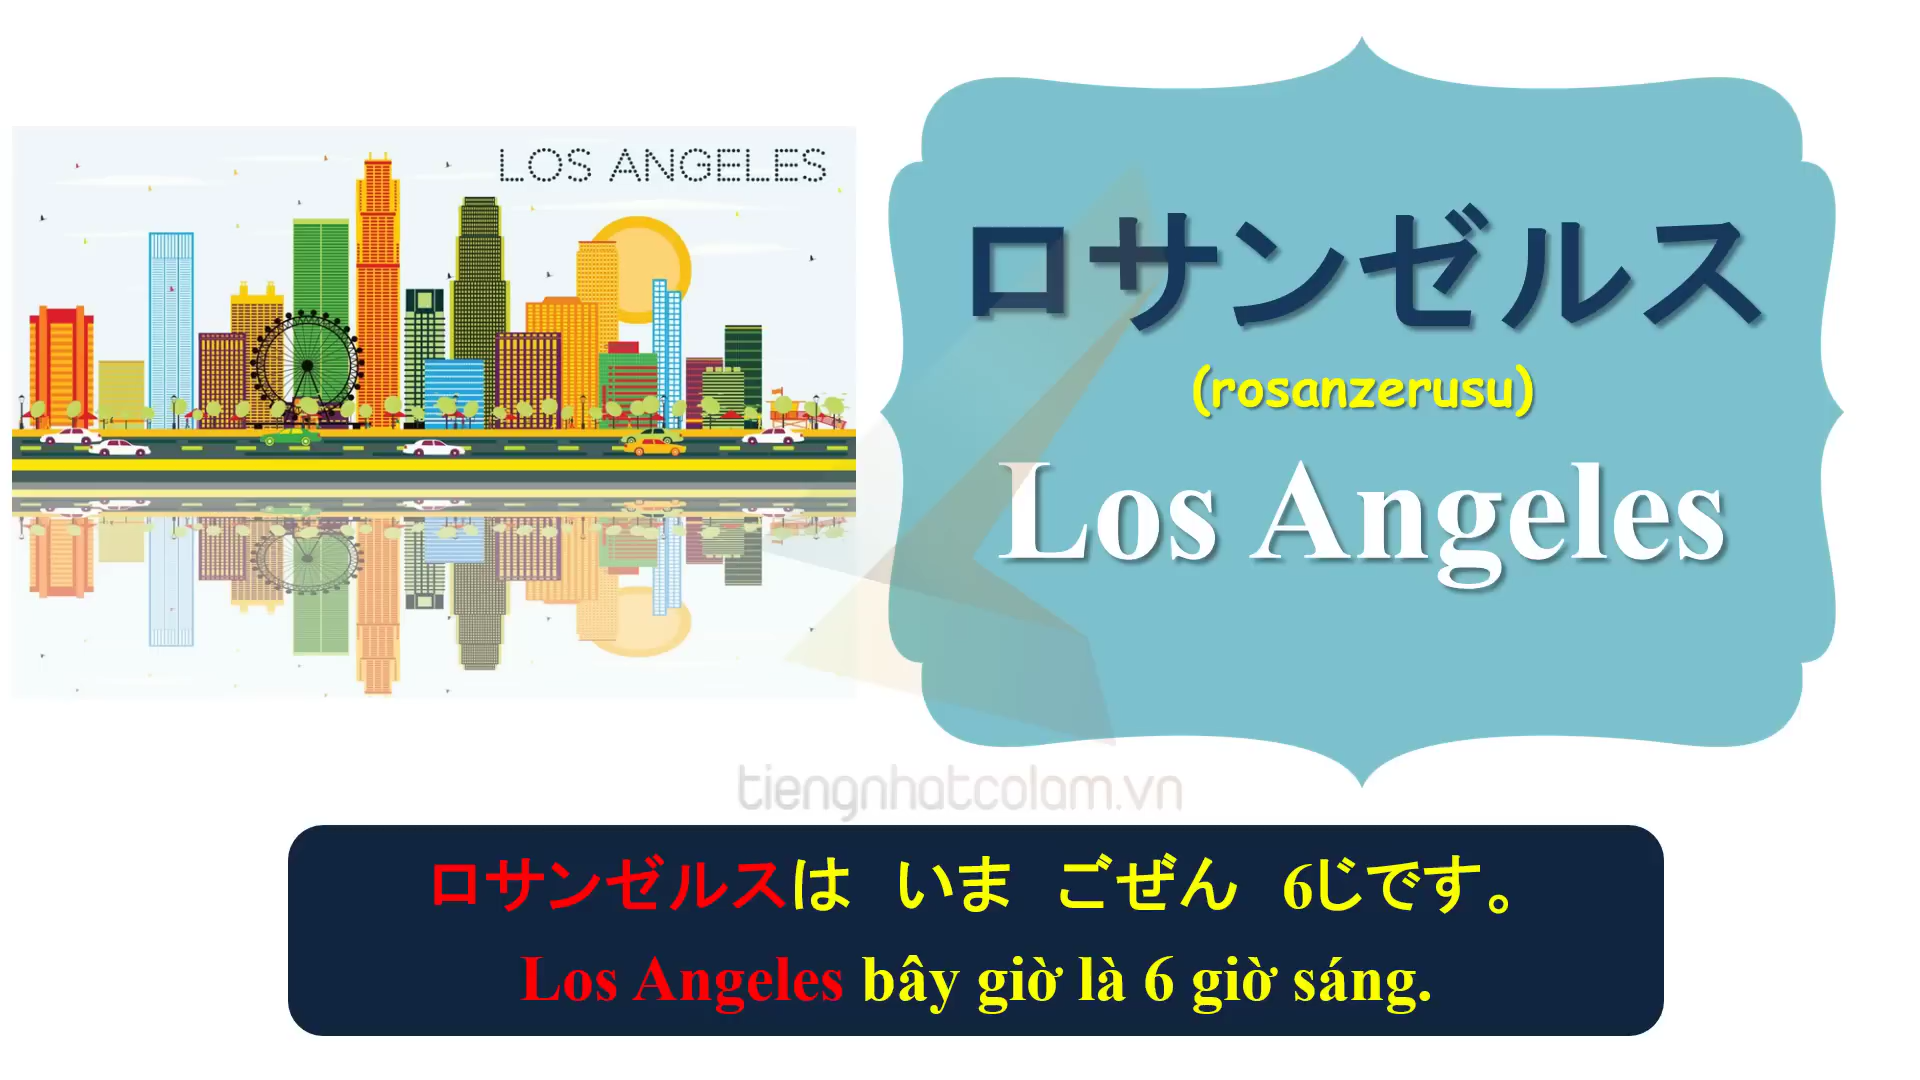 LOS ANGELES
ロサンゼルス
(rosanzerusu)
Los Angeles
tiengnhatcolam.vn
ロサンゼルスは いま ごぜん 6じです。
Los Angeles bây giờ là 6 giờ sáng.